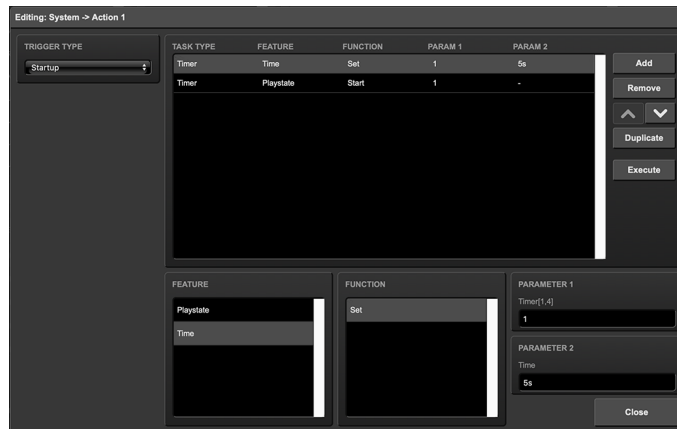 Editing: System -> Action 1
TRIGGER TYPE
Startup
TASK TYPE FEATURE FUNCTION PARAM 1 PARAM 2
Timer Time Set 1 5s
Timer Playstate Start 1 -
Add
Remove
Duplicate
Execute
FEATURE
Playstate
Time
FUNCTION
Set
PARAMETER 1
Timer[1,4]
1
PARAMETER 2
Time
5s
Close